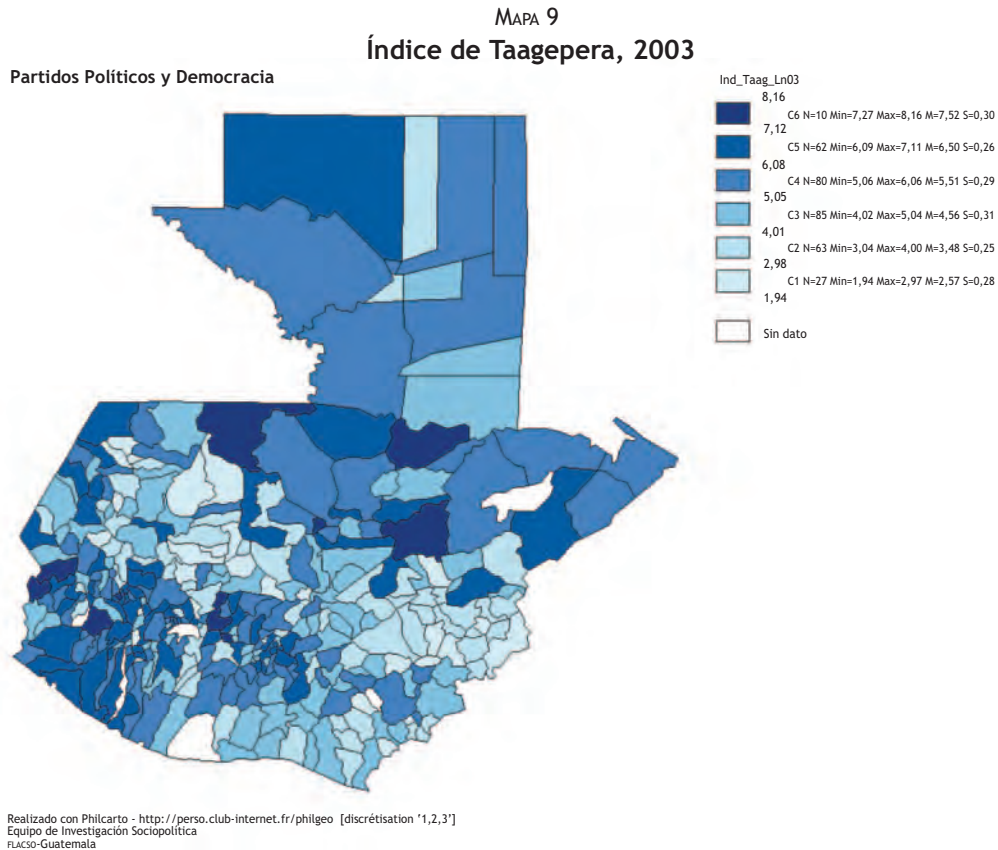 Mapa 9
Índice de Taagepera, 2003
Partidos Políticos y Democracia
Ind_Taag_Ln03
8,16
C6 N=10 Min=7,27 Max=8,16 M=7,52 S=0,30
7,12
C5 N=62 Min=6,09 Max=7,11 M=6,50 S=0,26
6,08
C4 N=80 Min=5,06 Max=6,06 M=5,51 S=0,29
5,05
C3 N=85 Min=4,02 Max=5,04 M=4,56 S=0,31
4,01
C2 N=63 Min=3,04 Max=4,00 M=3,48 S=0,25
2,98
C1 N=27 Min=1,94 Max=2,97 M=2,57 S=0,28
1,94
Sin dato
Realizado con Philcarto - http://perso.club-internet.fr/philgeo [discrétisation '1,2,3']
Equipo de Investigación Sociopolítica
FLACSO-Guatemala